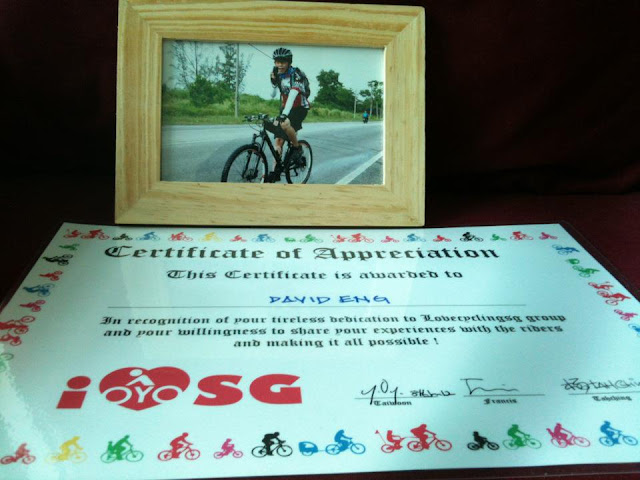 Certificate of Appreciation
This Certificate is awarded to
DAVID ENG
In recognition of your tireless dedication to Lovecyclingsg group
and your willingness to share your experiences with the riders
and making it all possible !
i SG
Taiwoon Francis